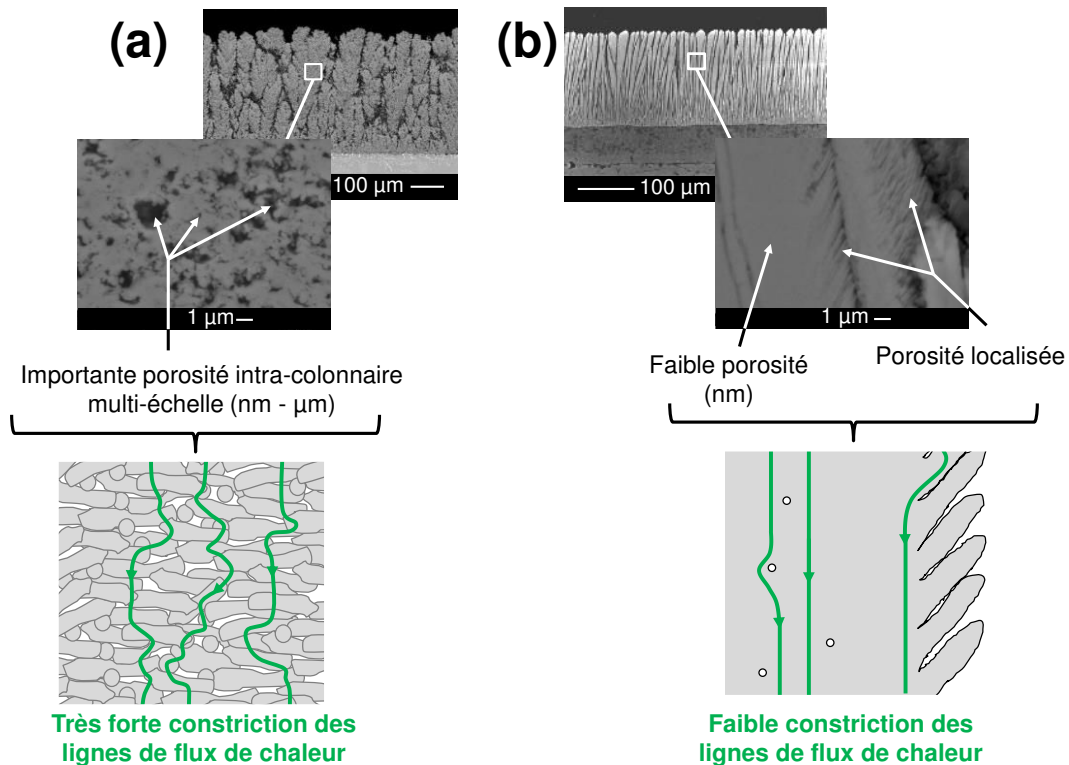 (a)
100 µm
1 µm
Importante porosité intra-colonnaire
multi-échelle (nm - µm)
Très forte constriction des
lignes de flux de chaleur
(b)
100 µm
1 µm
Faible porosité
(nm)
Porosité localisée
Faible constriction des
lignes de flux de chaleur